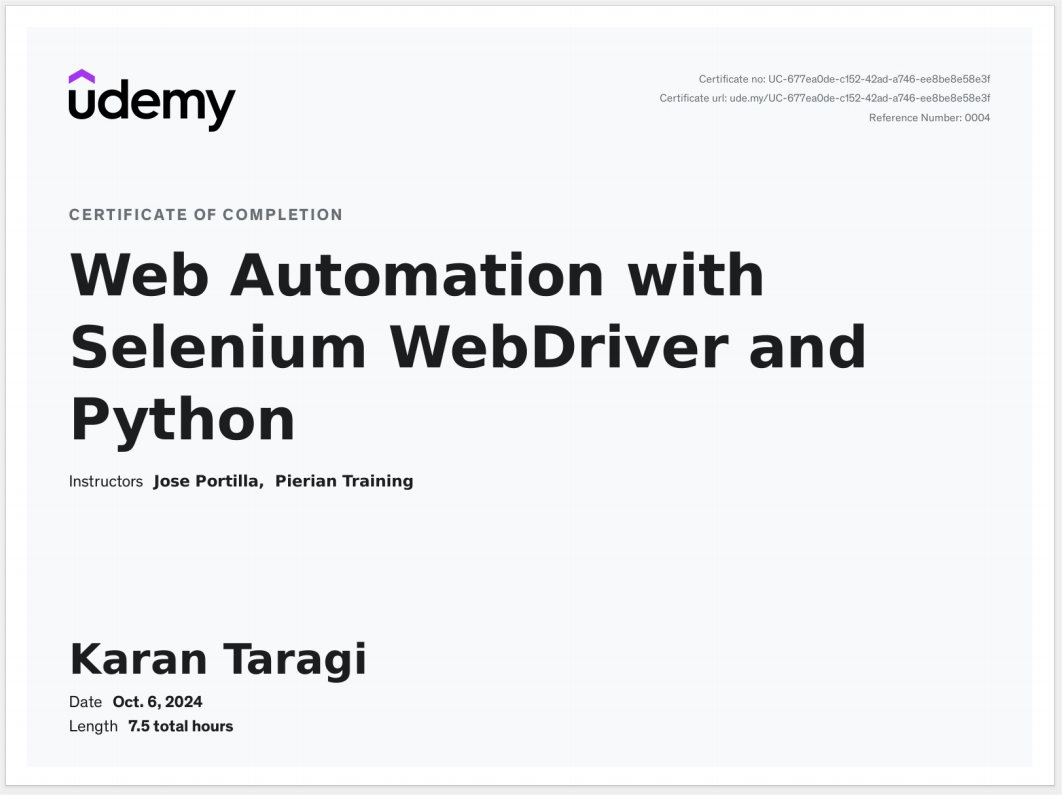 udemy
Certificate no: UC-677ea0de-c152-42ad-a746-ee8be8e58e3f
Certificate url: ude.my/UC-677ea0de-c152-42ad-a746-ee8be8e58e3f
Reference Number: 0004
CERTIFICATE OF COMPLETION
Web Automation with
Selenium WebDriver and
Python
Instructors Jose Portilla, Pierian Training
Karan Taragi
Date Oct. 6, 2024
Length 7.5 total hours